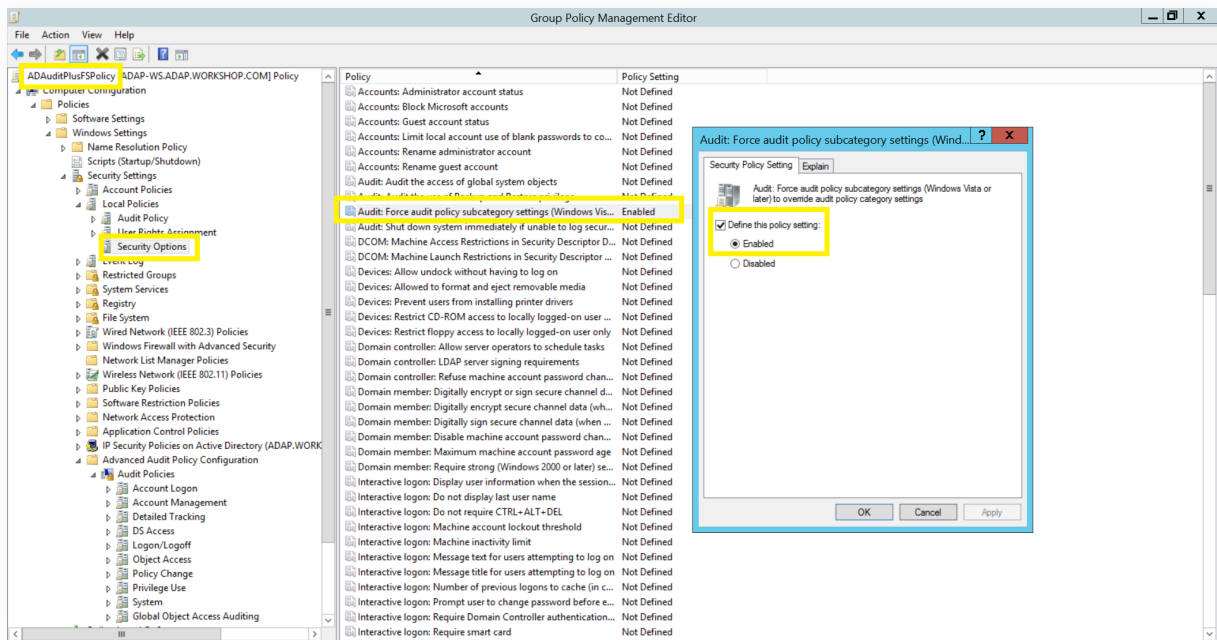 Group Policy Management Editor
File Action View Help
ADAuditPlusFSPolicy [ADAP-WS.ADAP.WORKSHOP.COM] Policy
Computer Configuration
Policies
Software Settings
Windows Settings
Name Resolution Policy
Scripts (Startup/Shutdown)
Security Settings
Account Policies
Local Policies
Audit Policy
User Rights Assignment
Security Options
Event Log
Restricted Groups
System Services
Registry
File System
Wired Network (IEEE 802.3) Policies
Windows Firewall with Advanced Security
Network List Manager Policies
Wireless Network (IEEE 802.11) Policies
Public Key Policies
Software Restriction Policies
Network Access Protection
Application Control Policies
IP Security Policies on Active Directory (ADAP.WORK
Advanced Audit Policy Configuration
Audit Policies
Account Logon
Account Management
Detailed Tracking
DS Access
Logon/Logoff
Object Access
Policy Change
Privilege Use
System
Global Object Access Auditing
Policy Policy Setting
Accounts: Administrator account status Not Defined
Accounts: Block Microsoft accounts Not Defined
Accounts: Guest account status Not Defined
Accounts: Limit local account use of blank passwords to co... Not Defined
Accounts: Rename administrator account Not Defined
Accounts: Rename guest account Not Defined
Audit: Audit the access of global system objects Not Defined
Audit: Audit the use of Backup and Restore privilege Not Defined
Audit: Force audit policy subcategory settings (Windows Vis... Enabled
Audit: Shut down system immediately if unable to log secur... Not Defined
DCOM: Machine Access Restrictions in Security Descriptor D... Not Defined
DCOM: Machine Launch Restrictions in Security Descriptor ... Not Defined
Devices: Allow undock without having to log on Not Defined
Devices: Allowed to format and eject removable media Not Defined
Devices: Prevent users from installing printer drivers Not Defined
Devices: Restrict CD-ROM access to locally logged-on user ... Not Defined
Devices: Restrict floppy access to locally logged-on user only Not Defined
Domain controller: Allow server operators to schedule tasks Not Defined
Domain controller: LDAP server signing requirements Not Defined
Domain controller: Refuse machine account password chan... Not Defined
Domain member: Digitally encrypt or sign secure channel d... Not Defined
Domain member: Digitally encrypt secure channel data (wh... Not Defined
Domain member: Digitally sign secure channel data (when ... Not Defined
Domain member: Disable machine account password chan... Not Defined
Domain member: Maximum machine account password age Not Defined
Domain member: Require strong (Windows 2000 or later) se... Not Defined
Interactive logon: Display user information when the session... Not Defined
Interactive logon: Do not display last user name Not Defined
Interactive logon: Do not require CTRL+ALT+DEL Not Defined
Interactive logon: Machine account lockout threshold Not Defined
Interactive logon: Machine inactivity limit Not Defined
Interactive logon: Message text for users attempting to log on Not Defined
Interactive logon: Message title for users attempting to log on Not Defined
Interactive logon: Number of previous logons to cache (in c... Not Defined
Interactive logon: Prompt user to change password before e... Not Defined
Interactive logon: Require Domain Controller authentication... Not Defined
Interactive logon: Require smart card Not Defined
Audit: Force audit policy subcategory settings (Wind... ? X
Security Policy Setting Explain
Audit: Force audit policy subcategory settings (Windows Vista or
later) to override audit policy category settings
Define this policy setting:
Enabled
Disabled
OK Cancel Apply